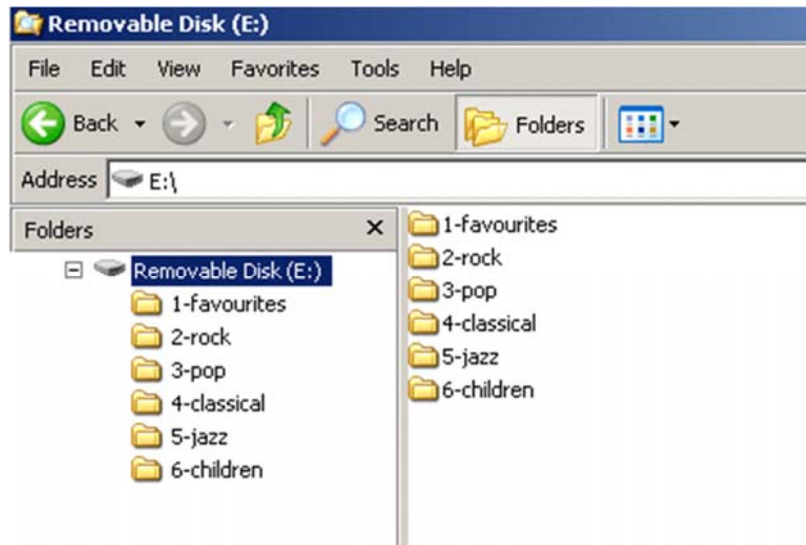 Removable Disk (E:)
File Edit View Favorites Tools Help
Back Search Folders
Address E:\
Folders
Removable Disk (E:)
1-favourites
2-rock
3-pop
4-classical
5-jazz
6-children
1-favourites
2-rock
3-pop
4-classical
5-jazz
6-children